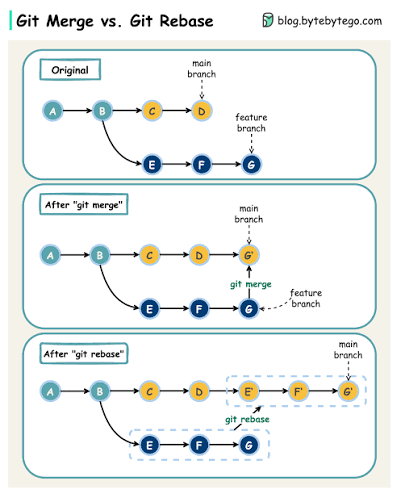 Git Merge vs. Git Rebase
blog.bytebytego.com
Original
main
branch
A
B
C
D
feature
branch
E
F
G
After "git merge"
main
branch
A
B
C
D
G'
git merge
feature
branch
E
F
G
After "git rebase"
main
branch
A
B
C
D
E'
F'
G'
git rebase
E
F
G